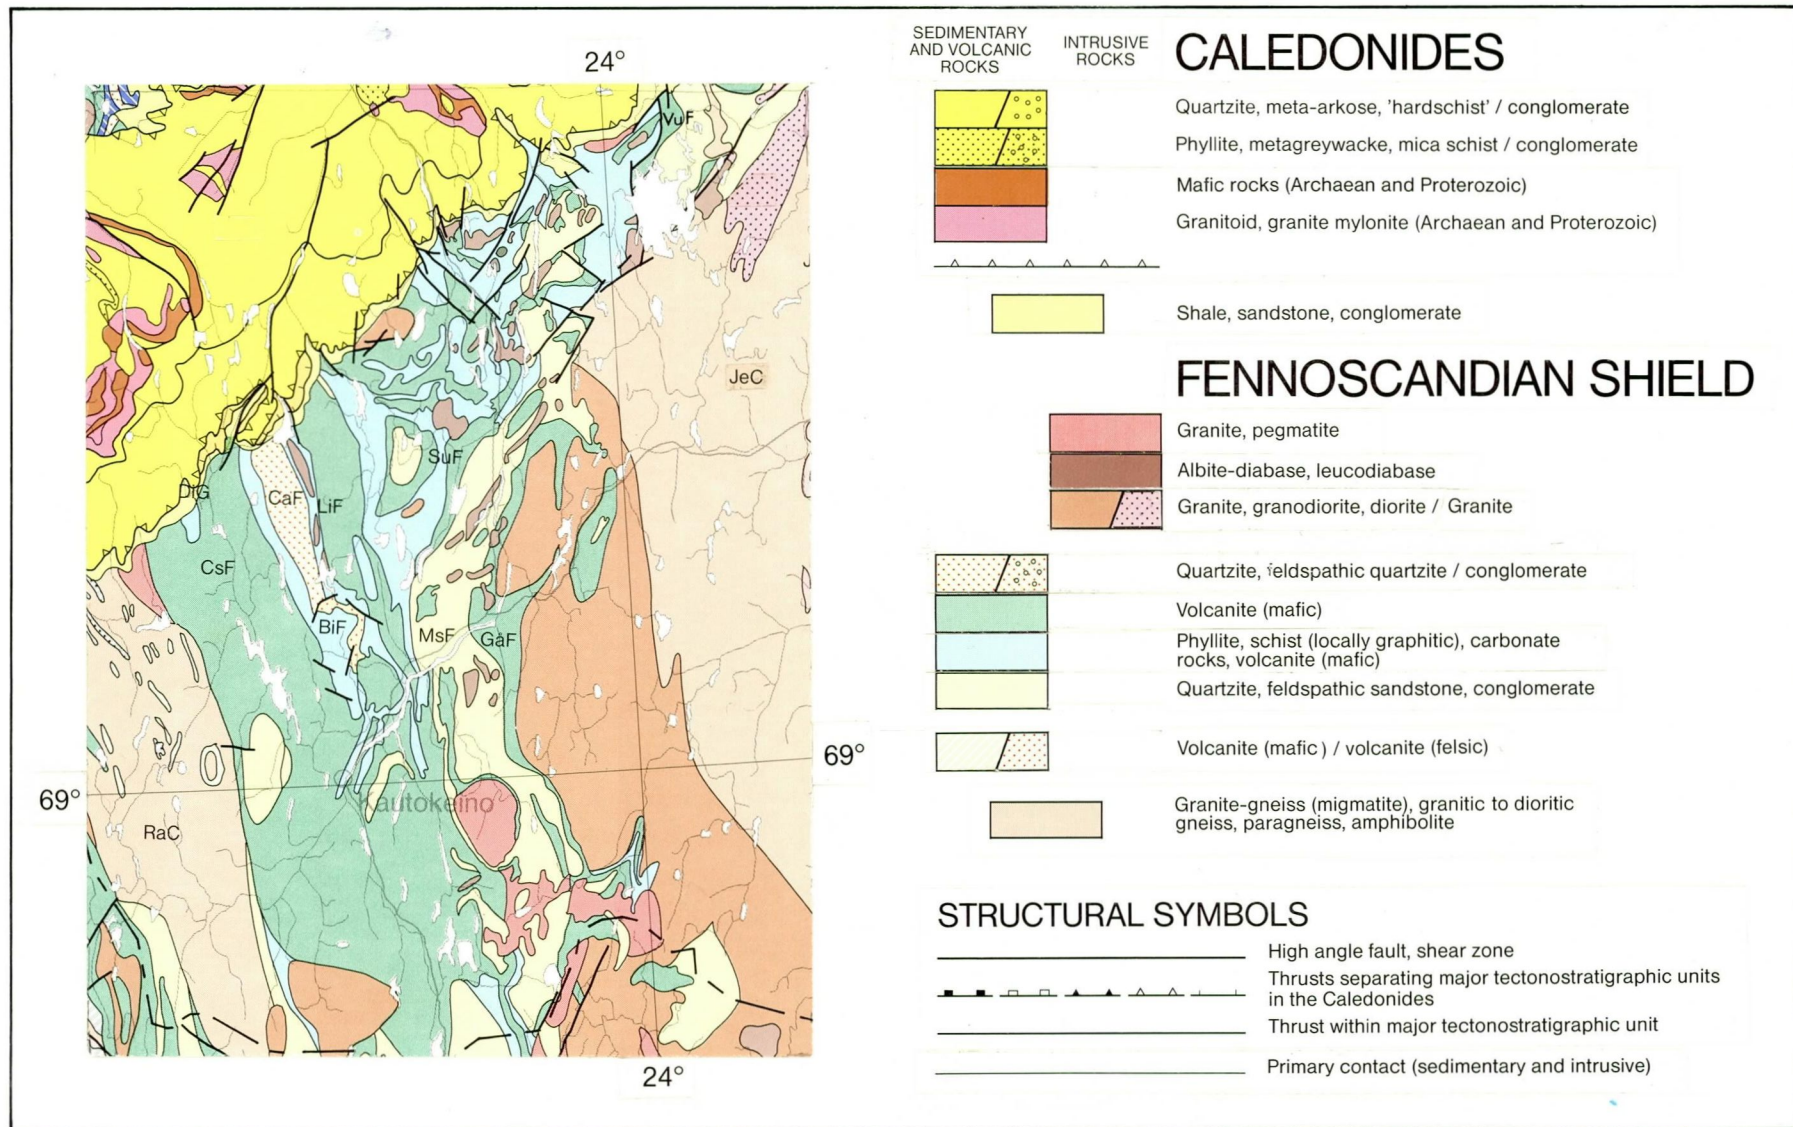 24°
VuF
JeC
SuF
DiG
CaF
LiF
CsF
BiF
MsF
GåF
69°
69°
Kautokeino
RaC
24°
SEDIMENTARY
AND VOLCANIC
ROCKS
INTRUSIVE
ROCKS
CALEDONIDES
Quartzite, meta-arkose, 'hardschist' / conglomerate
Phyllite, metagreywacke, mica schist / conglomerate
Mafic rocks (Archaean and Proterozoic)
Granitoid, granite mylonite (Archaean and Proterozoic)
Shale, sandstone, conglomerate
FENNOSCANDIAN SHIELD
Granite, pegmatite
Albite-diabase, leucodiabase
Granite, granodiorite, diorite / Granite
Quartzite, feldspathic quartzite / conglomerate
Volcanite (mafic)
Phyllite, schist (locally graphitic), carbonate
rocks, volcanite (mafic)
Quartzite, feldspathic sandstone, conglomerate
Volcanite (mafic) / volcanite (felsic)
Granite-gneiss (migmatite), granitic to dioritic
gneiss, paragneiss, amphibolite
STRUCTURAL SYMBOLS
High angle fault, shear zone
Thrusts separating major tectonostratigraphic units
in the Caledonides
Thrust within major tectonostratigraphic unit
Primary contact (sedimentary and intrusive)